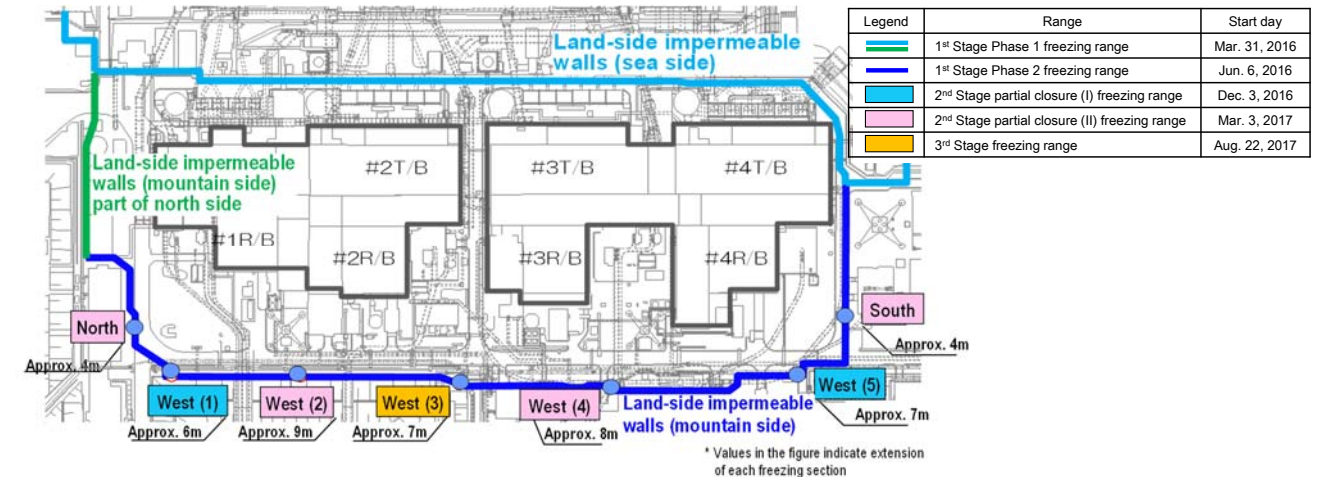 Land-side impermeable
walls (sea side)
Legend Range Start day
1st Stage Phase 1 freezing range Mar. 31, 2016
1st Stage Phase 2 freezing range Jun. 6, 2016
2nd Stage partial closure (I) freezing range Dec. 3, 2016
2nd Stage partial closure (II) freezing range Mar. 3, 2017
3rd Stage freezing range Aug. 22, 2017
Land-side impermeable
walls (mountain side)
part of north side
#2T/B
#3T/B
#4T/B
#1R/B
#2R/B
#3R/B
#4R/B
North
Approx. 4m
South
Approx. 4m
West (1)
Approx. 6m
West (2)
Approx. 9m
West (3)
Approx. 7m
West (4)
Approx. 8m
West (5)
Approx. 7m
Land-side impermeable
walls (mountain side)
* Values in the figure indicate extension
of each freezing section